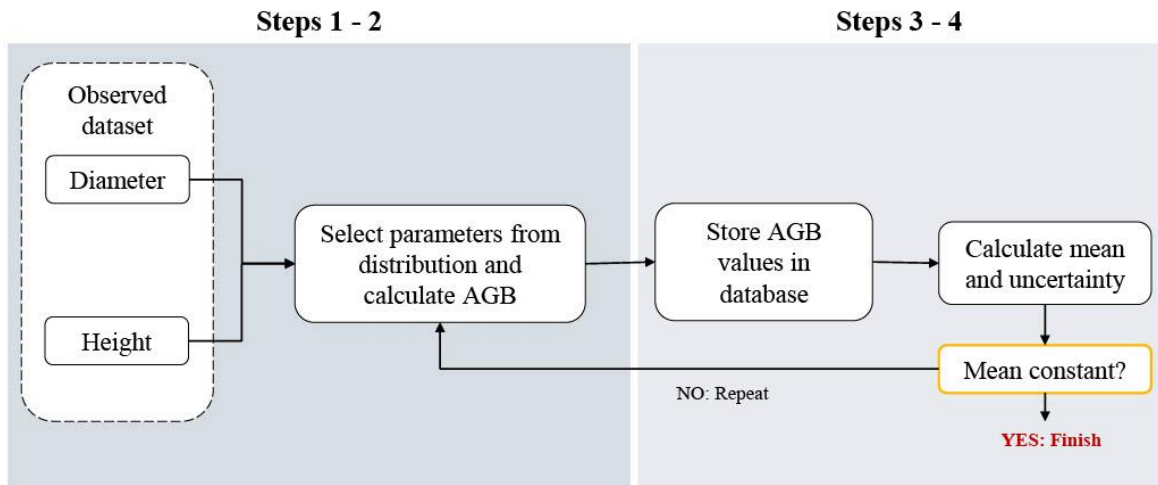 Steps 1 - 2
Steps 3 - 4
Observed
dataset
Diameter
Height
Select parameters from
distribution and
calculate AGB
Store AGB
values in
database
Calculate mean
and uncertainty
Mean constant?
NO: Repeat
YES: Finish